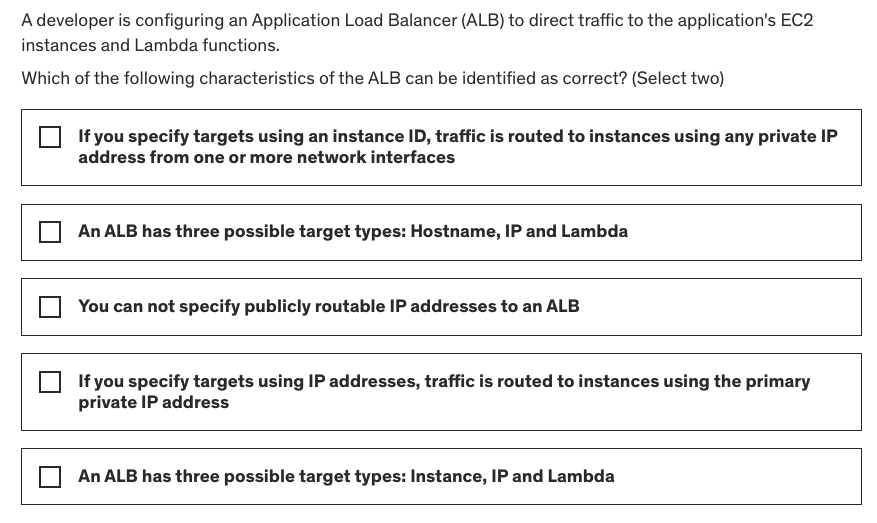 A developer is configuring an Application Load Balancer (ALB) to direct traffic to the application's EC2
instances and Lambda functions.
Which of the following characteristics of the ALB can be identified as correct? (Select two)
If you specify targets using an instance ID, traffic is routed to instances using any private IP
address from one or more network interfaces
An ALB has three possible target types: Hostname, IP and Lambda
You can not specify publicly routable IP addresses to an ALB
If you specify targets using IP addresses, traffic is routed to instances using the primary
private IP address
An ALB has three possible target types: Instance, IP and Lambda